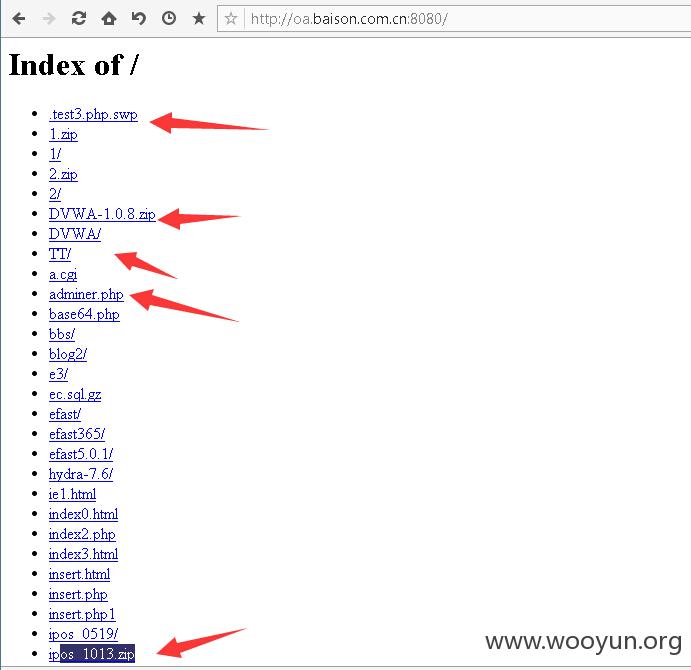 http://oa.baison.com.cn:8080/
Index of /
.test3.php.swp
1.zip
1/
2.zip
2/
DVWA-1.0.8.zip
DVWA/
TT/
a.cgi
adminer.php
base64.php
bbs/
blog2/
e3/
ec.sql.gz
efast/
efast365/
efast5.0.1/
hydra-7.6/
ie1.html
index0.html
index2.php
index3.html
insert.html
insert.php
insert.php1
ipos_0519/
ipos_1013.zip
www.wooyun.org